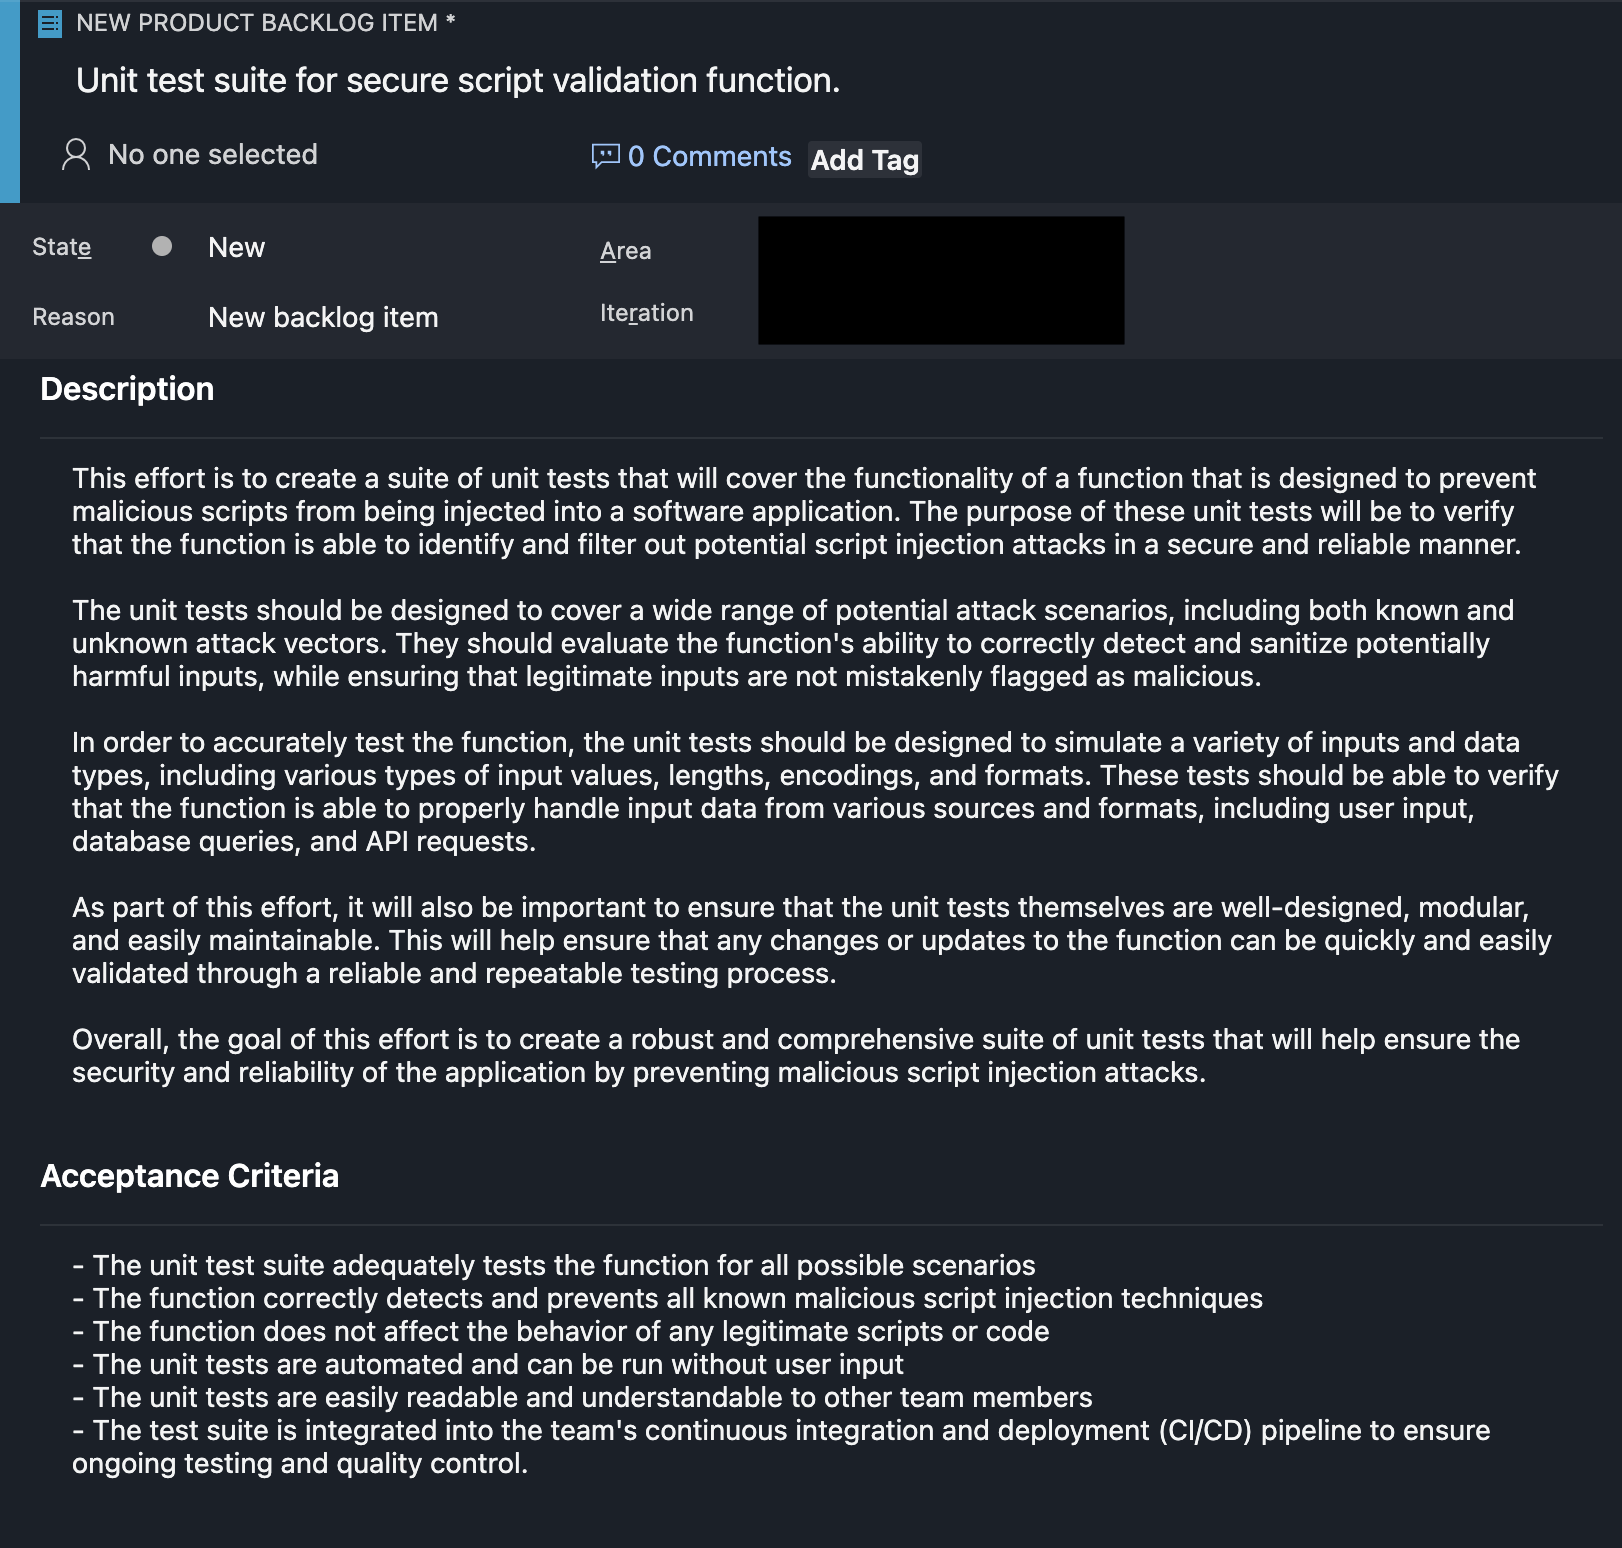 NEW PRODUCT BACKLOG ITEM *
Unit test suite for secure script validation function.
No one selected
0 Comments
Add Tag
State
New
Area
Reason
New backlog item
Iteration
Description
This effort is to create a suite of unit tests that will cover the functionality of a function that is designed to prevent
malicious scripts from being injected into a software application. The purpose of these unit tests will be to verify
that the function is able to identify and filter out potential script injection attacks in a secure and reliable manner.
The unit tests should be designed to cover a wide range of potential attack scenarios, including both known and
unknown attack vectors. They should evaluate the function's ability to correctly detect and sanitize potentially
harmful inputs, while ensuring that legitimate inputs are not mistakenly flagged as malicious.
In order to accurately test the function, the unit tests should be designed to simulate a variety of inputs and data
types, including various types of input values, lengths, encodings, and formats. These tests should be able to verify
that the function is able to properly handle input data from various sources and formats, including user input,
database queries, and API requests.
As part of this effort, it will also be important to ensure that the unit tests themselves are well-designed, modular,
and easily maintainable. This will help ensure that any changes or updates to the function can be quickly and easily
validated through a reliable and repeatable testing process.
Overall, the goal of this effort is to create a robust and comprehensive suite of unit tests that will help ensure the
security and reliability of the application by preventing malicious script injection attacks.
Acceptance Criteria
- The unit test suite adequately tests the function for all possible scenarios
- The function correctly detects and prevents all known malicious script injection techniques
- The function does not affect the behavior of any legitimate scripts or code
- The unit tests are automated and can be run without user input
- The unit tests are easily readable and understandable to other team members
- The test suite is integrated into the team's continuous integration and deployment (CI/CD) pipeline to ensure
ongoing testing and quality control.